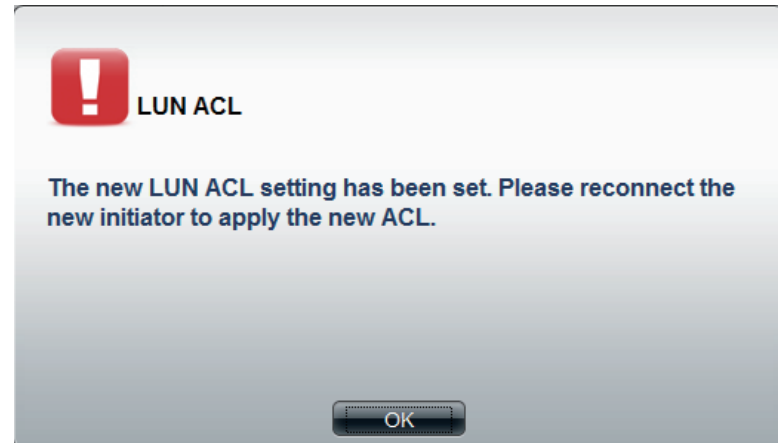 LUN ACL
The new LUN ACL setting has been set. Please reconnect the
new initiator to apply the new ACL.
OK